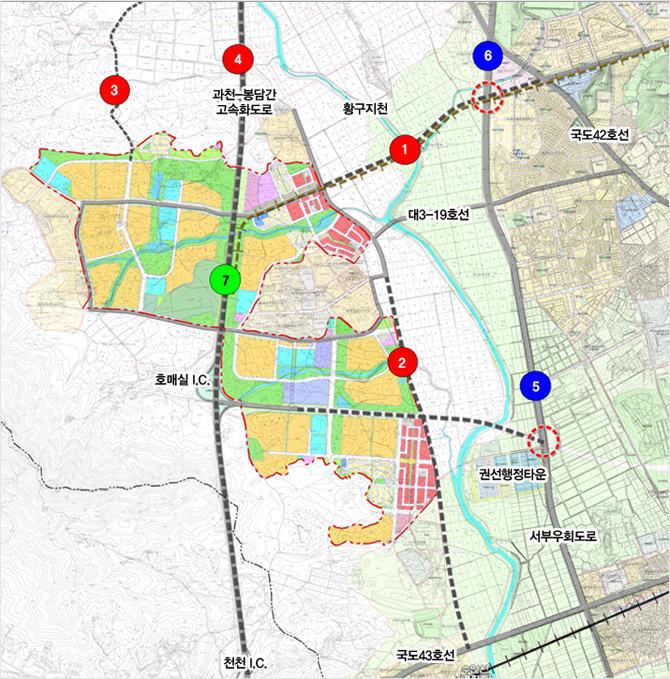 6
4
3
과천-봉담간
고속화도로
황구지천
국도42호선
1
대3-19호선
7
2
호매실 I.C.
5
권선행정타운
서부우회도로
국도43호선
천천 I.C.